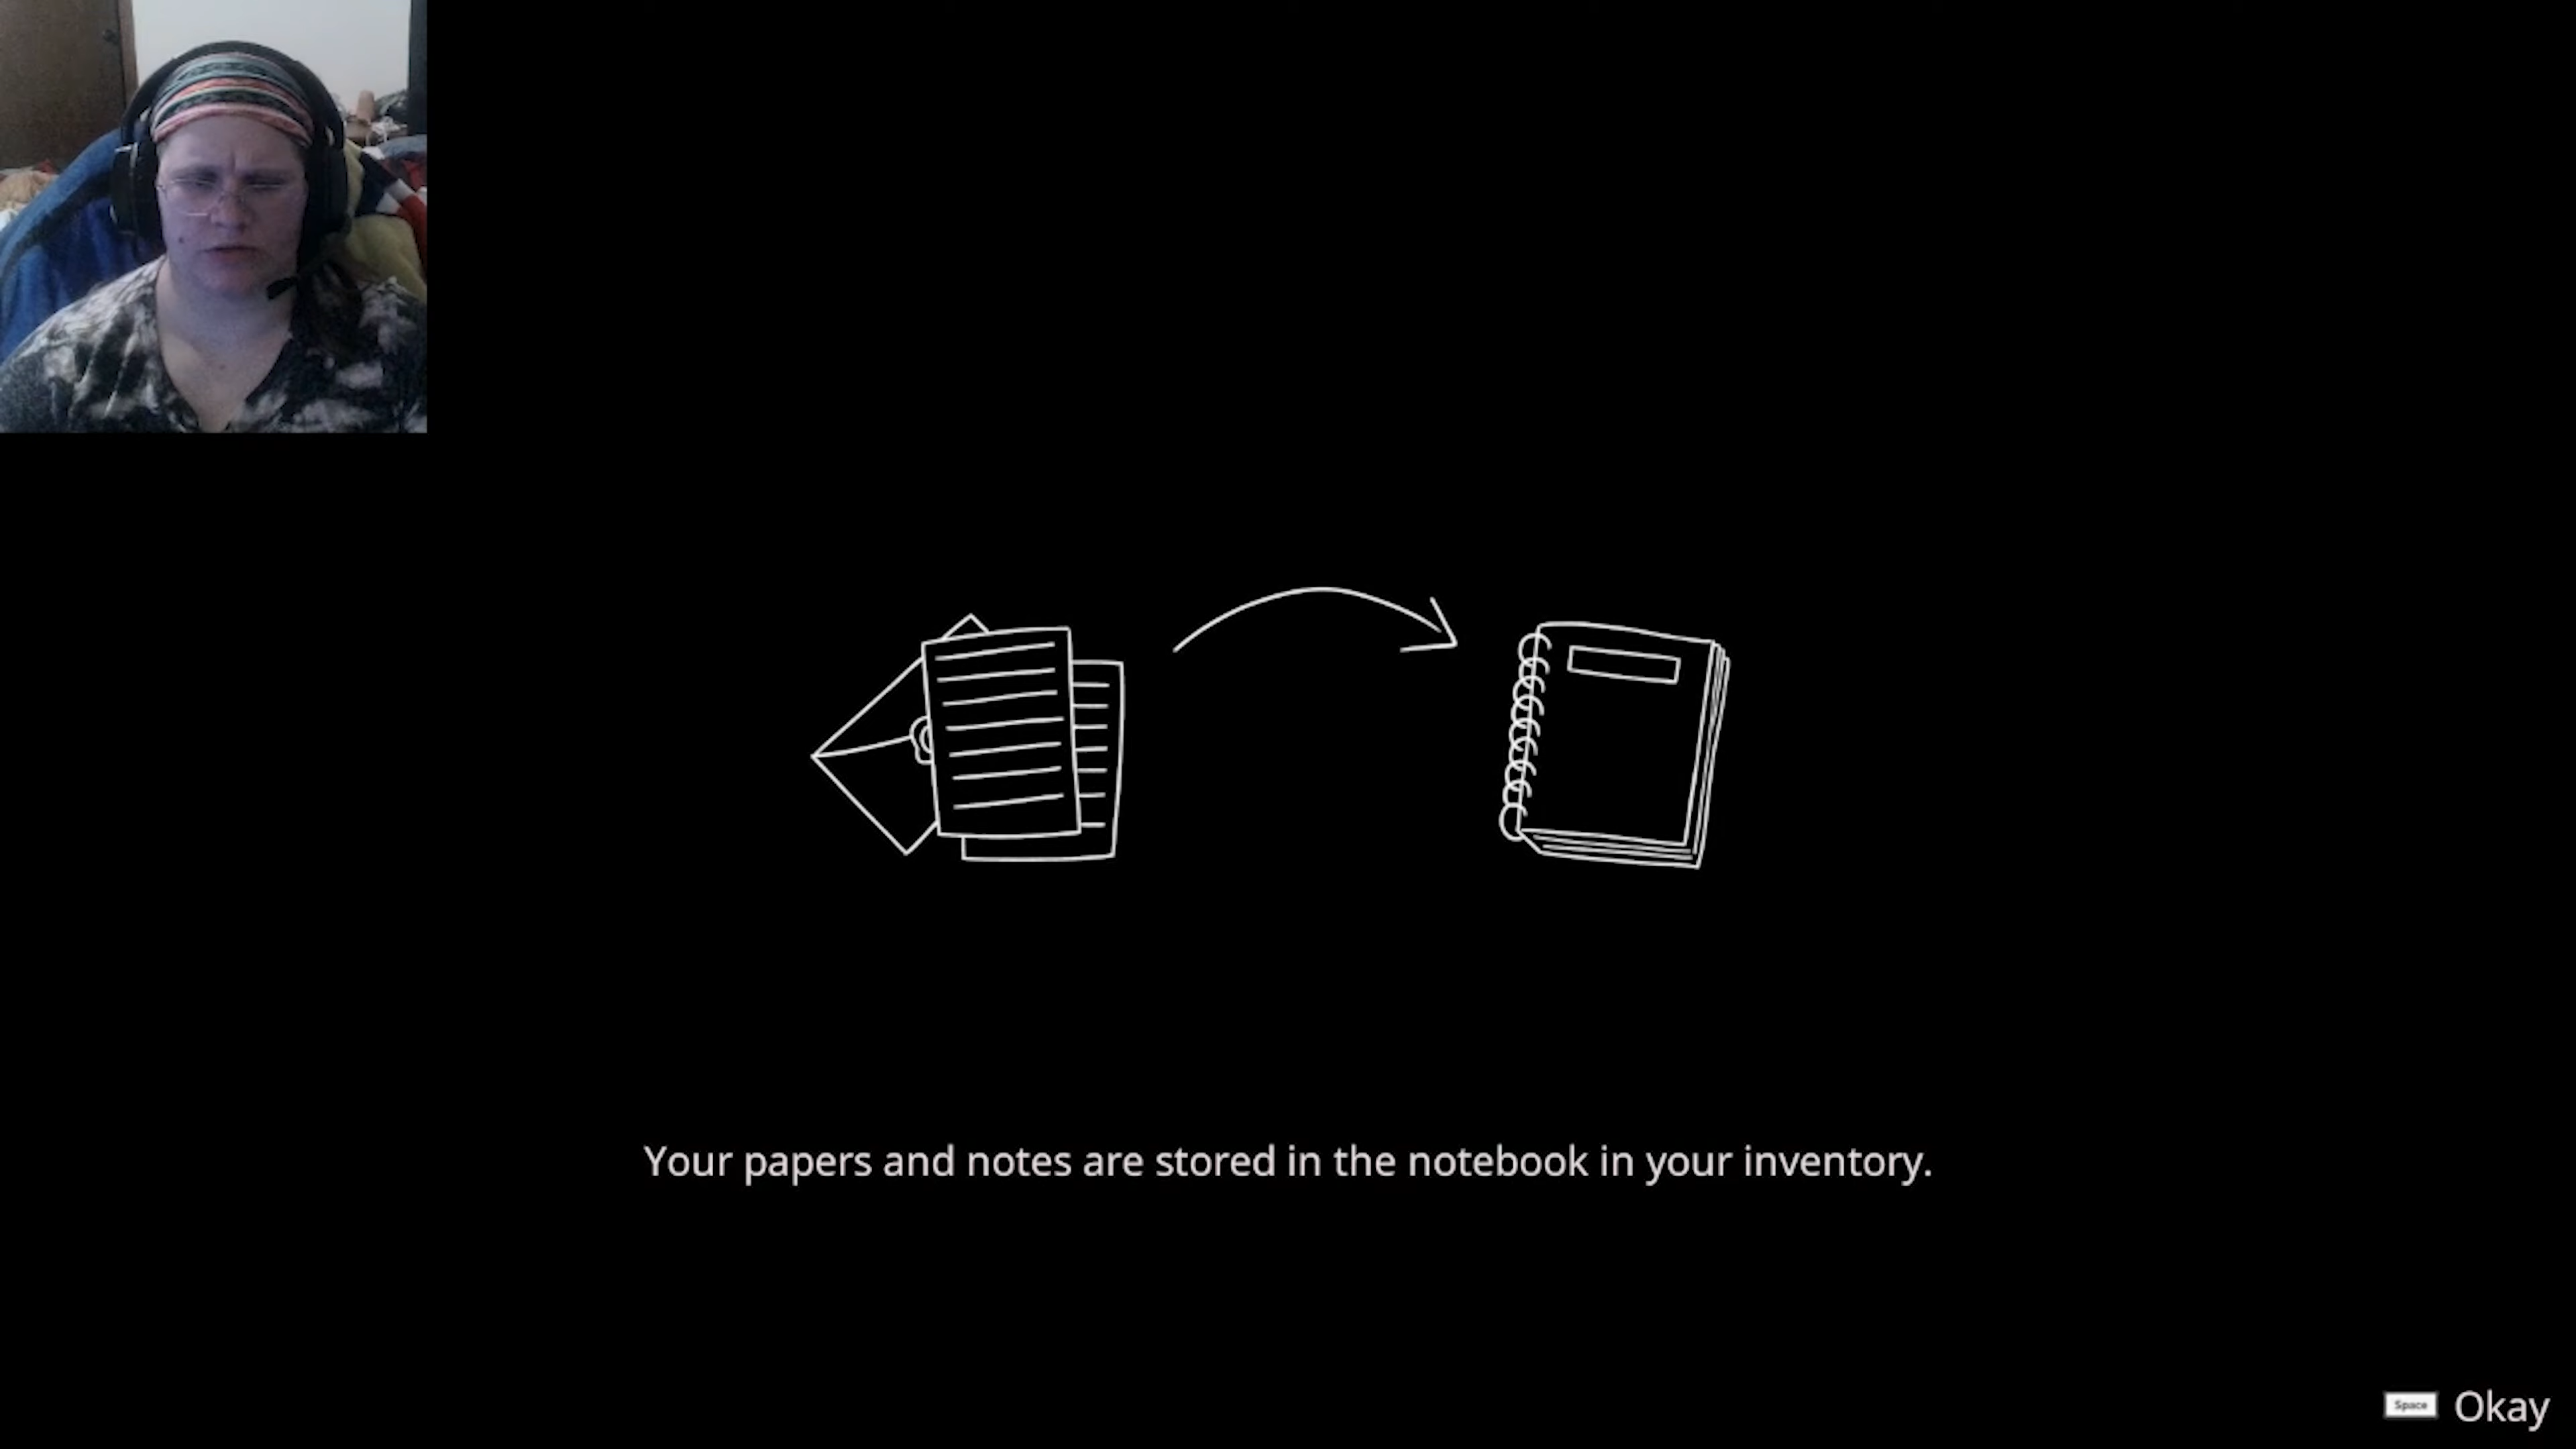 Your papers and notes are stored in the notebook in your inventory.
Space Okay